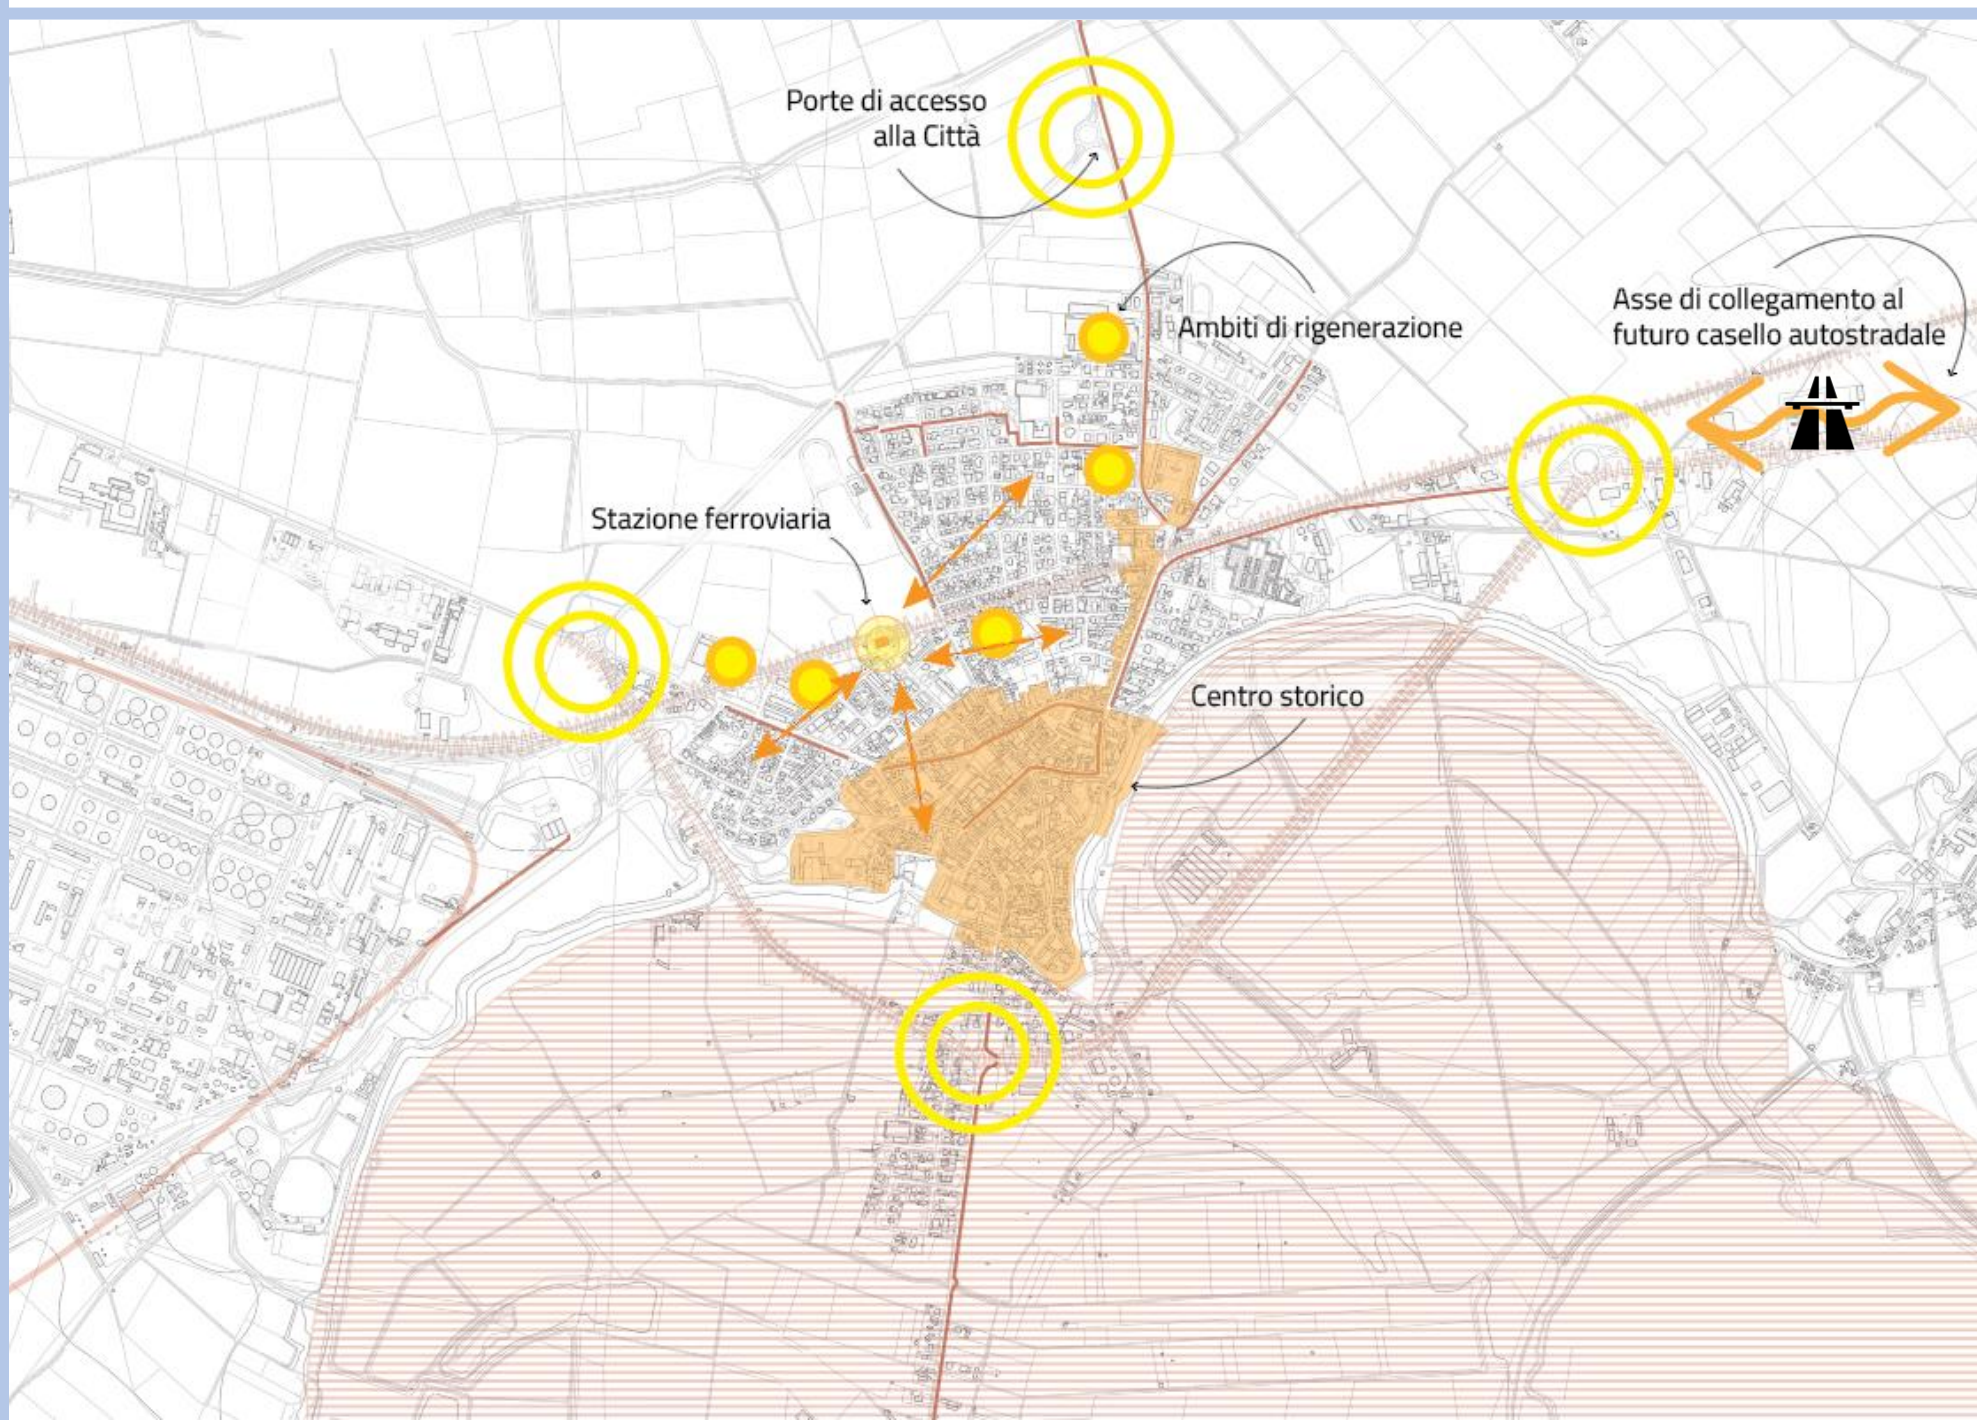 Porte di accesso
alla Città
Ambiti di rigenerazione
Asse di collegamento al
futuro casello autostradale
Stazione ferroviaria
Centro storico